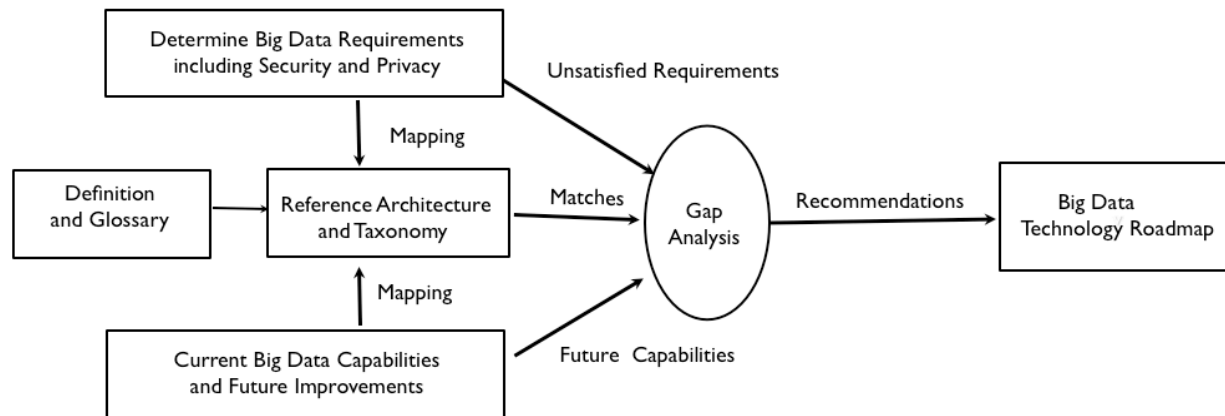 Determine Big Data Requirements
including Security and Privacy
Unsatisfied Requirements
Mapping
Definition
and Glossary
Reference Architecture
and Taxonomy
Matches
Gap
Analysis
Recommendations
Big Data
Technology Roadmap
Mapping
Current Big Data Capabilities
and Future Improvements
Future Capabilities